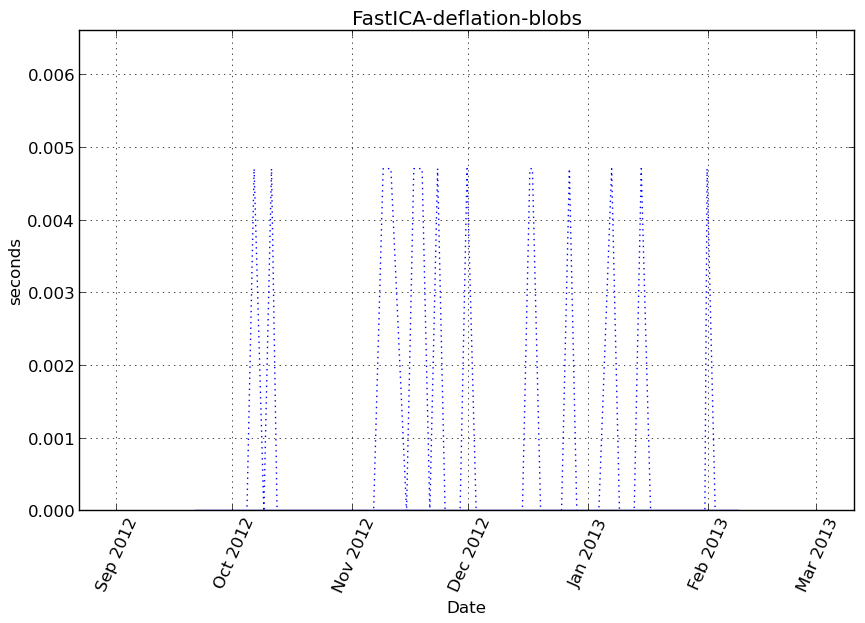 FastICA-deflation-blobs
0.006
0.005
0.004
0.003
0.002
0.001
0.000
seconds
Sep 2012
Oct 2012
Nov 2012
Dec 2012
Jan 2013
Feb 2013
Mar 2013
Date